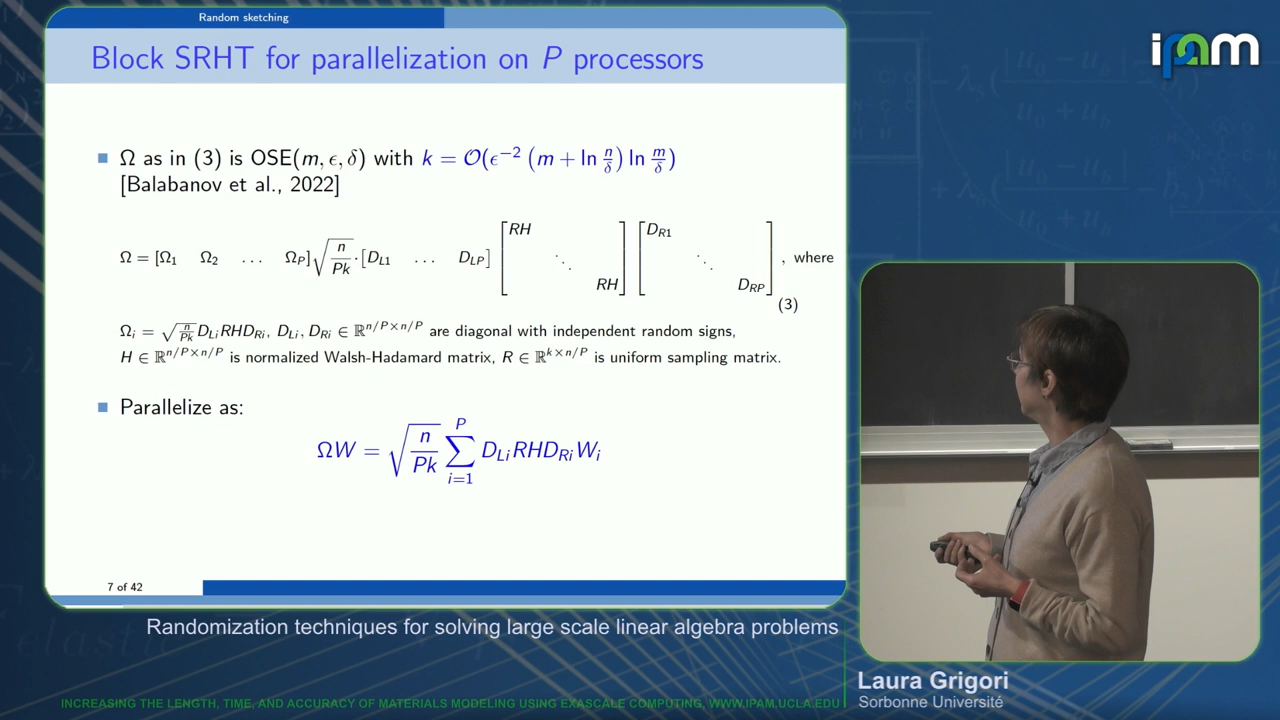 Random sketching
Block SRHT for parallelization on P processors
Ω as in (3) is OSE(m, ϵ, δ) with k = O(ϵ⁻² (m + ln n/δ) ln m/δ)
[Balabanov et al., 2022]
Ω = [Ω₁ Ω₂ ... Ω_P] √(n/Pk) · [D_L1 ... D_LP] [RH ⋱ RH] [D_R1 ⋱ D_RP], where
(3)
Ω_i = √(n/Pk) D_Li RHD_Ri, D_Li, D_Ri ∈ ℝ^{n/P×n/P} are diagonal with independent random signs,
H ∈ ℝ^{n/P×n/P} is normalized Walsh-Hadamard matrix, R ∈ ℝ^{k×n/P} is uniform sampling matrix.
Parallelize as:
ΩW = √(n/Pk) ∑_{i=1}^{P} D_Li RHD_Ri W_i
7 of 42
ipam
Randomization techniques for solving large scale linear algebra problems
Laura Grigori
Sorbonne Université
INCREASING THE LENGTH, TIME, AND ACCURACY OF MATERIALS MODELING USING EXASCALE COMPUTING, WWW.IPAM.UCLA.EDU